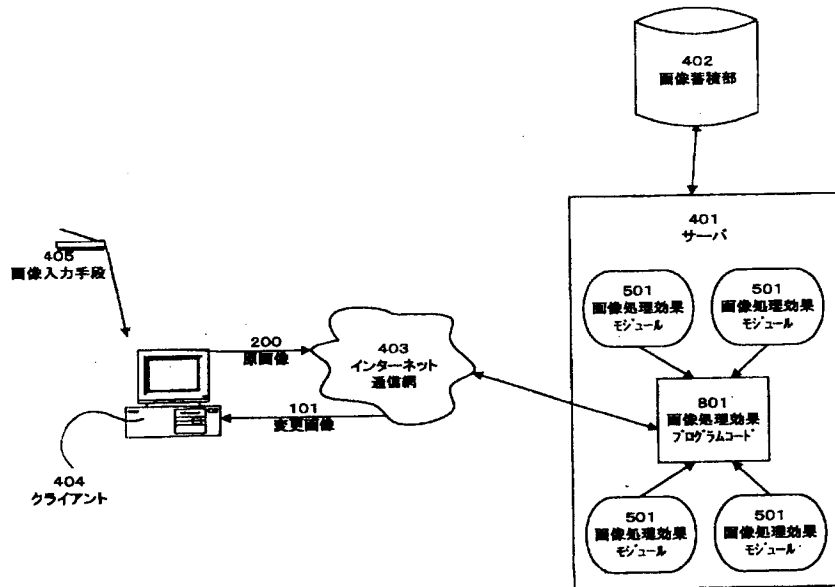 402
画像蓄積部
401
サーバ
405
画像入力手段
501
画像処理効果
モジュール
501
画像処理効果
モジュール
200
原画像
403
インターネット
通信網
101
変更画像
801
画像処理効果
プログラムコード
404
クライアント
501
画像処理効果
モジュール
501
画像処理効果
モジュール